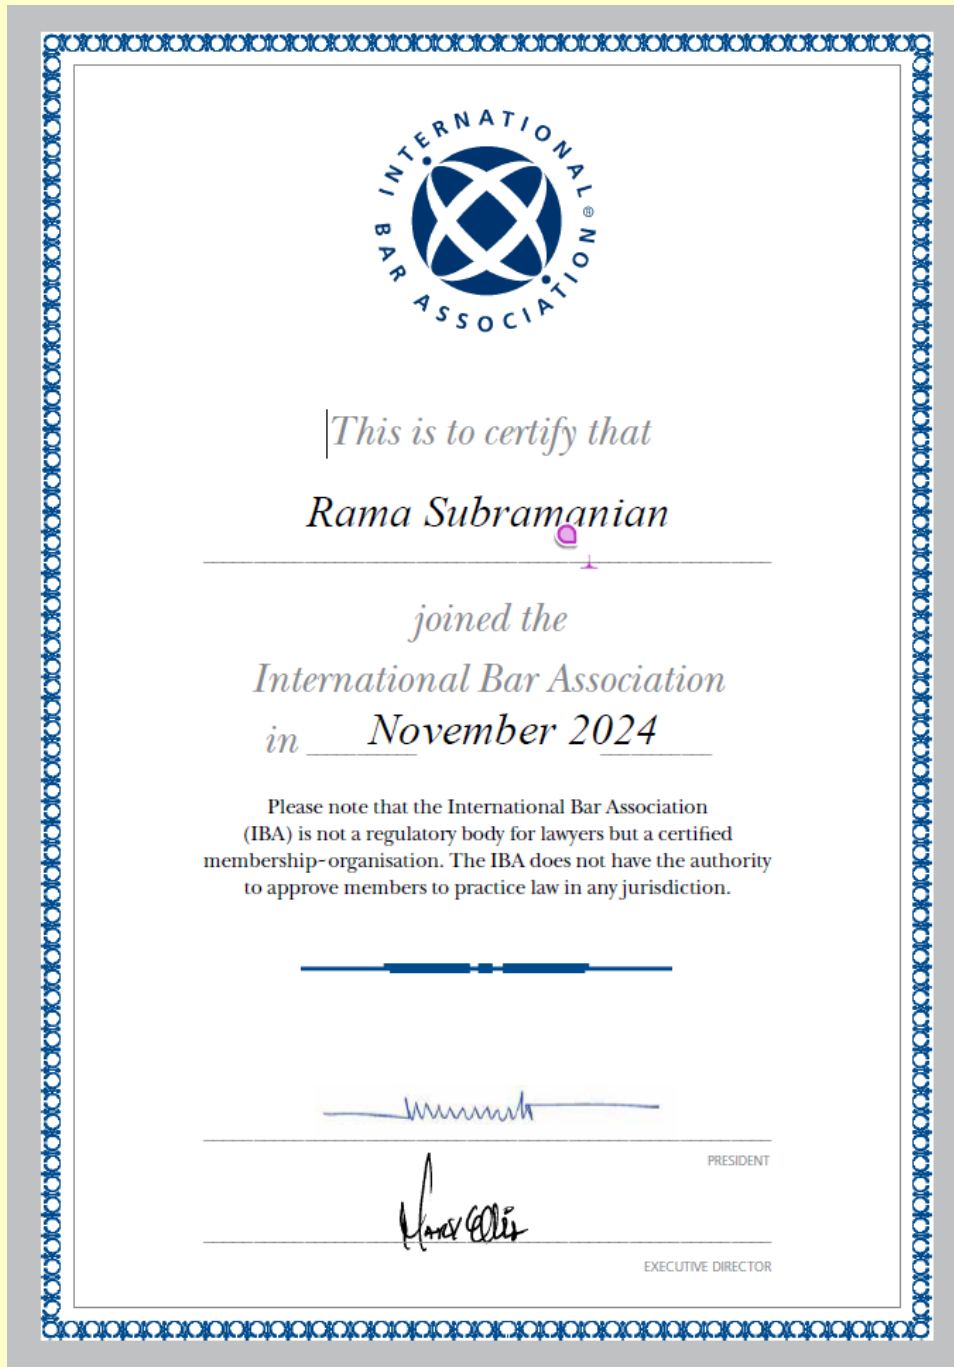 INTERNATIONAL BAR ASSOCIATION®
This is to certify that
Rama Subramanian
joined the
International Bar Association
in November 2024
Please note that the International Bar Association
(IBA) is not a regulatory body for lawyers but a certified
membership-organisation. The IBA does not have the authority
to approve members to practice law in any jurisdiction.
PRESIDENT
Mark Ellis
EXECUTIVE DIRECTOR